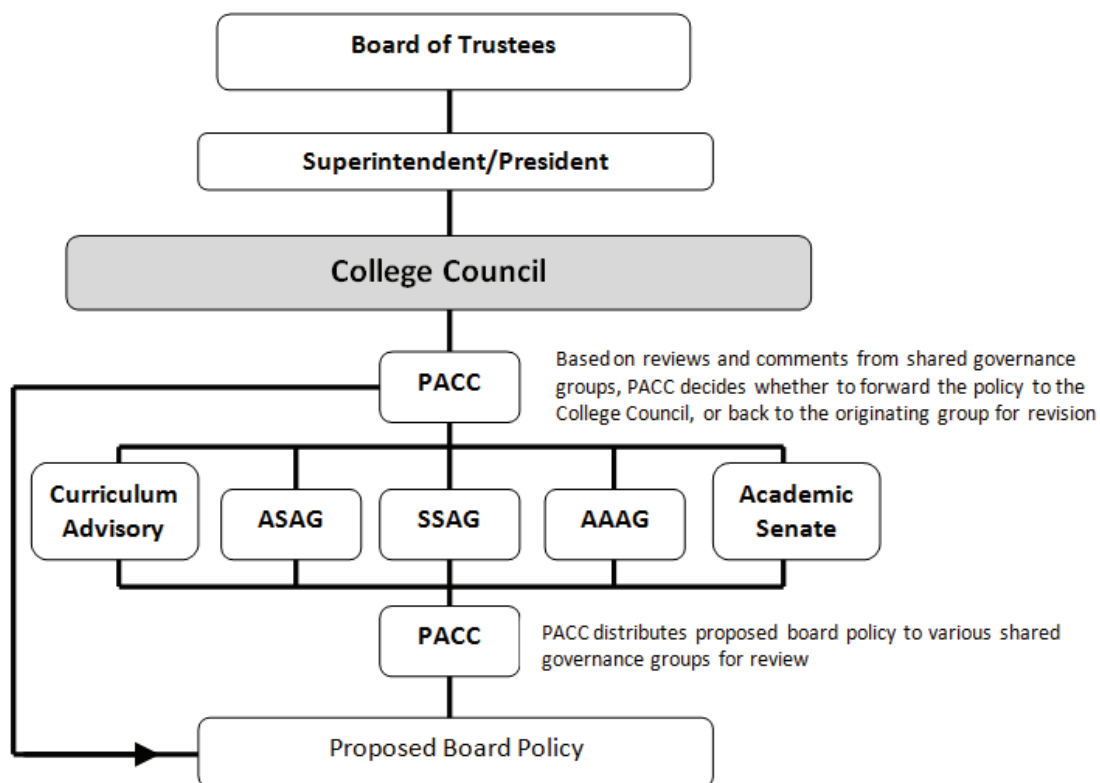 Board of Trustees
Superintendent/President
College Council
PACC
Based on reviews and comments from shared governance
groups, PACC decides whether to forward the policy to the
College Council, or back to the originating group for revision
Curriculum
Advisory
ASAG
SSAG
AAAG
Academic
Senate
PACC
PACC distributes proposed board policy to various shared
governance groups for review
Proposed Board Policy